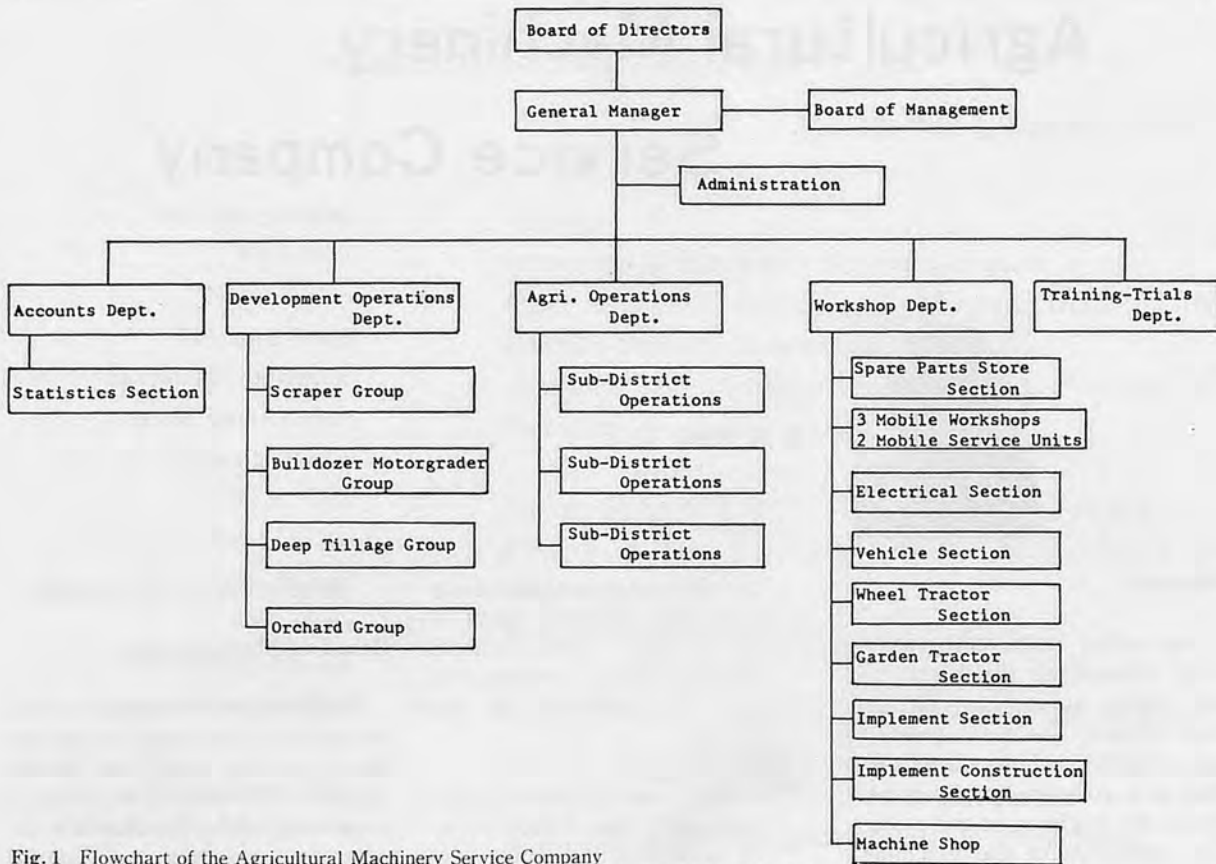 Board of Directors
General Manager
Board of Management
Administration
Accounts Dept.
Development Operations
Dept.
Agri. Operations
Dept.
Workshop Dept.
Training-Trials
Dept.
Statistics Section
Scraper Group
Bulldozer Motorgrader
Group
Deep Tillage Group
Orchard Group
Sub-District
Operations
Sub-District
Operations
Sub-District
Operations
Spare Parts Store
Section
3 Mobile Workshops
2 Mobile Service Units
Electrical Section
Vehicle Section
Wheel Tractor
Section
Garden Tractor
Section
Implement Section
Implement Construction
Section
Machine Shop
Fig. 1 Flowchart of the Agricultural Machinery Service Company